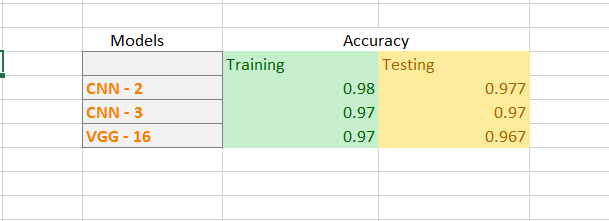 Models Accuracy
Training Testing
CNN - 2 0.98 0.977
CNN - 3 0.97 0.97
VGG - 16 0.97 0.967